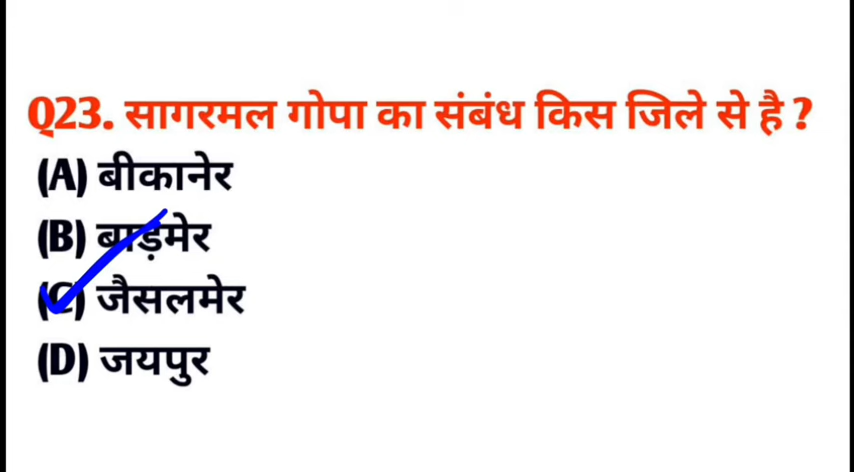 Q23. सागरमल गोपा का संबंध किस जिले से है ?
(A) बीकानेर
(B) बाड़मेर
(C) जैसलमेर
(D) जयपुर